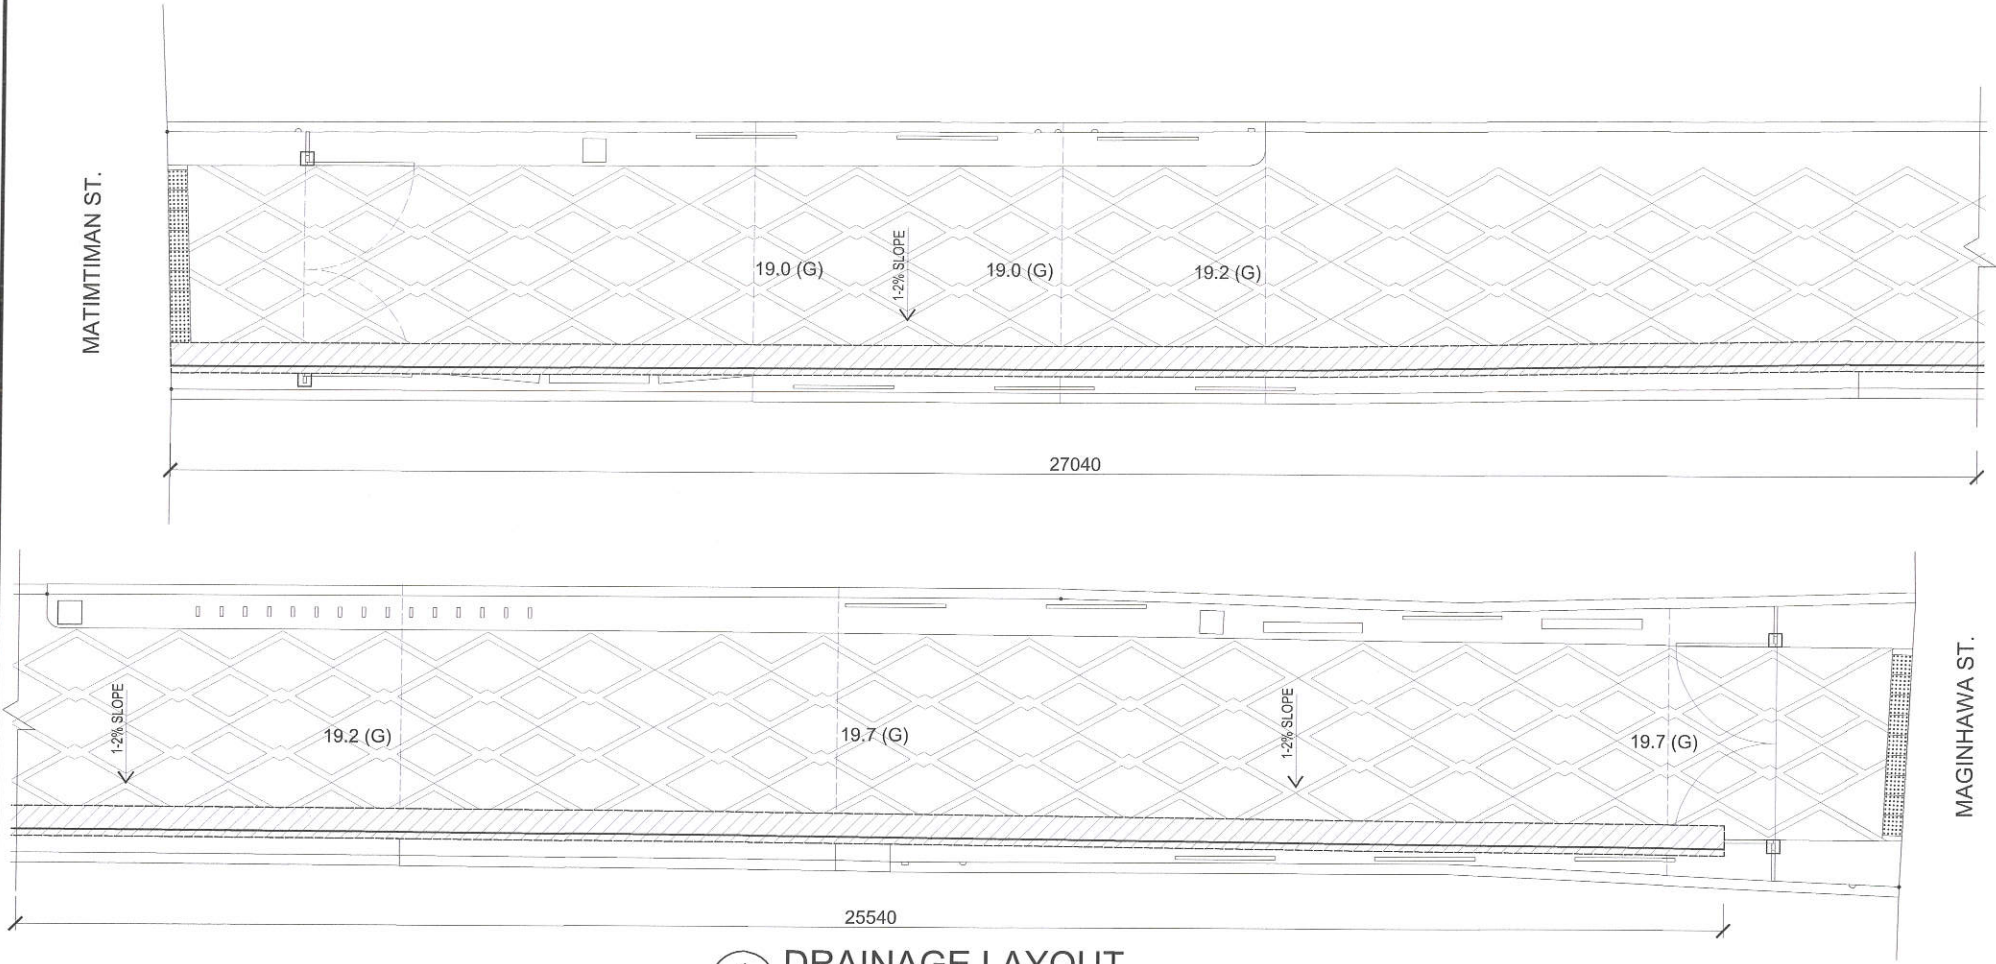 MATIMTIMAN ST.
19.0 (G)
1-2% SLOPE
19.0 (G)
19.2 (G)
27040
1-2% SLOPE
19.2 (G)
19.7 (G)
1-2% SLOPE
19.7 (G)
MAGINHAWA ST.
25540
DRAINAGE LAYOUT